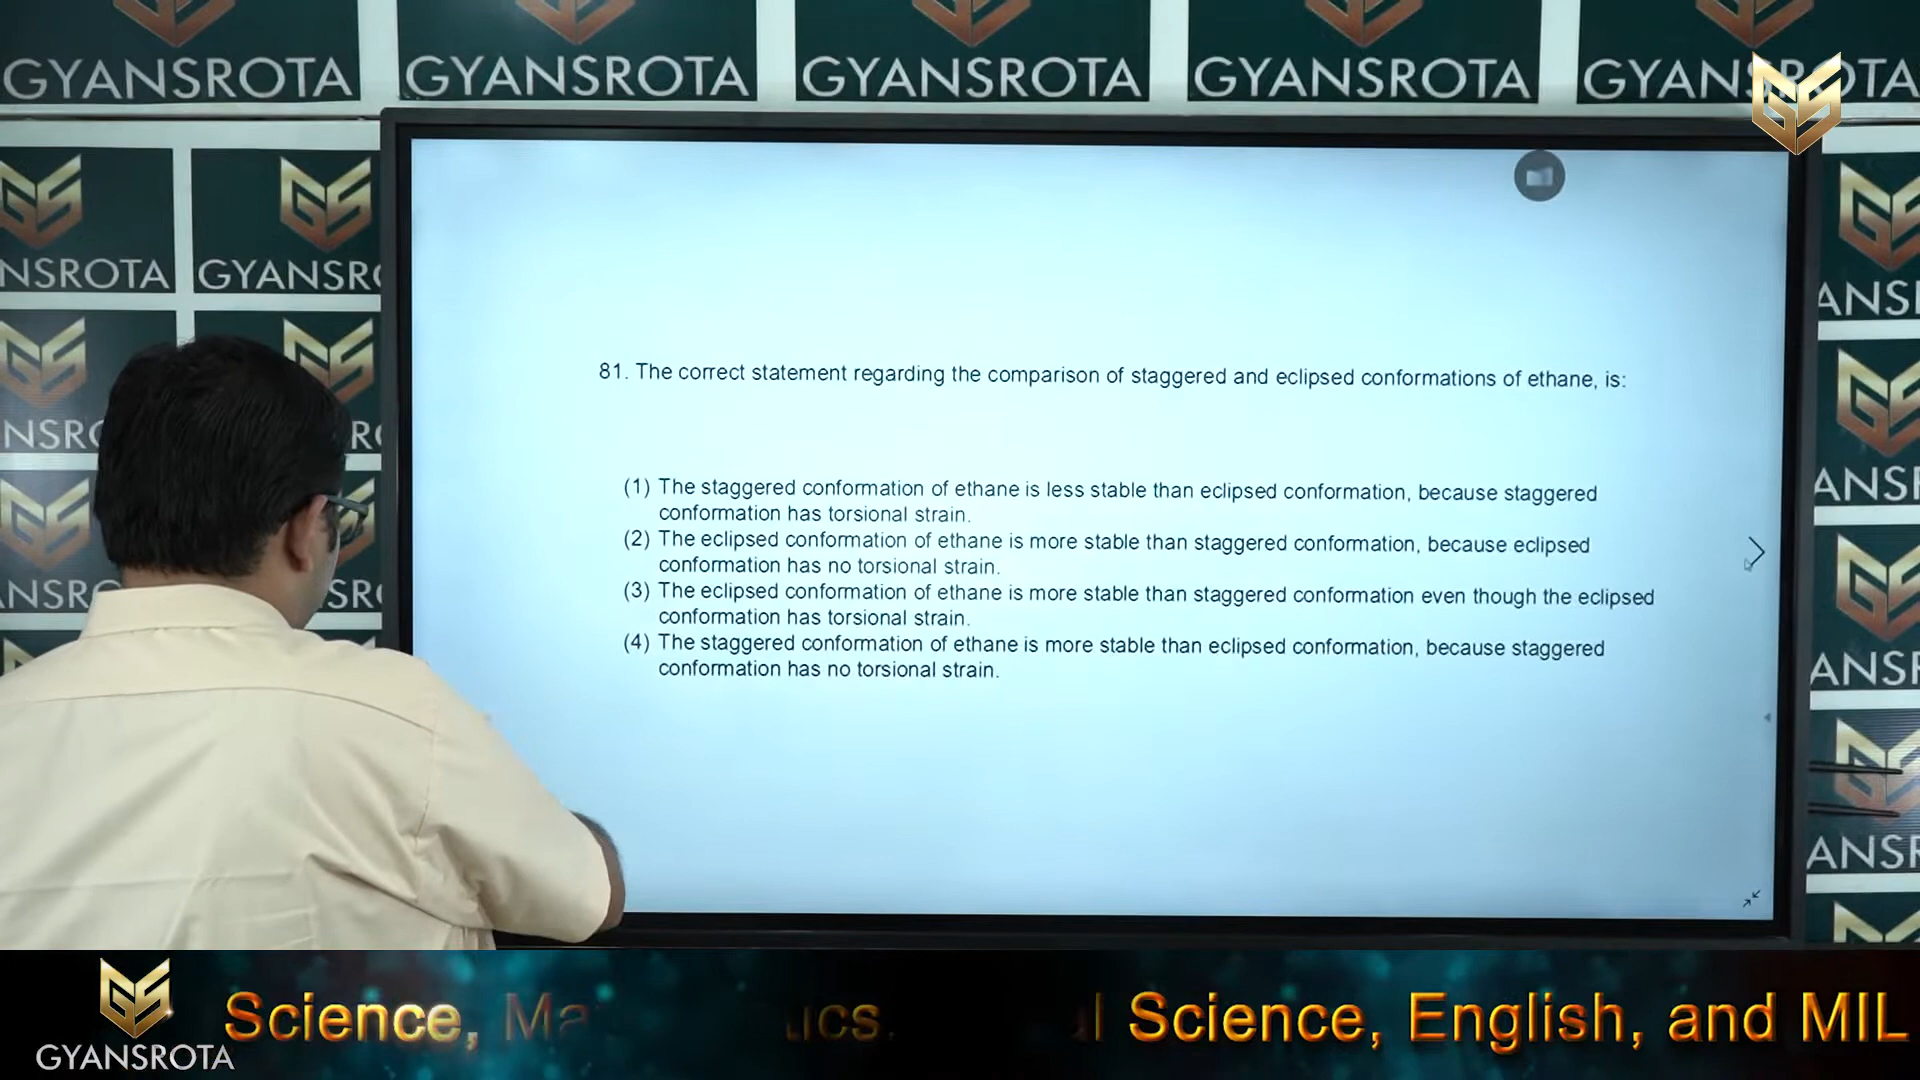 GYANSROTA GYANSROTA GYANSROTA GYANSROTA GYANSROTA
NSROTA GYANSR
81. The correct statement regarding the comparison of staggered and eclipsed conformations of ethane, is:
(1) The staggered conformation of ethane is less stable than eclipsed conformation, because staggered
conformation has torsional strain.
(2) The eclipsed conformation of ethane is more stable than staggered conformation, because eclipsed
conformation has no torsional strain.
(3) The eclipsed conformation of ethane is more stable than staggered conformation even though the eclipsed
conformation has torsional strain.
(4) The staggered conformation of ethane is more stable than eclipsed conformation, because staggered
conformation has no torsional strain.
Science, Ma
Science, English, and MIL
GYANSROTA